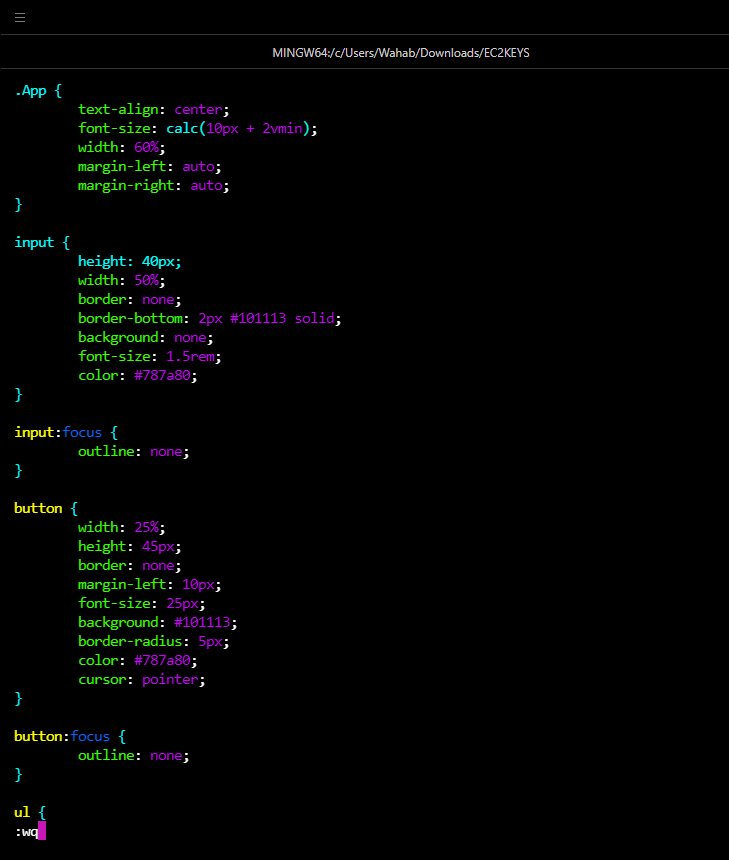 MINGW64:/c/Users/Wahab/Downloads/EC2KEYS
.App {
        text-align: center;
        font-size: calc(10px + 2vmin);
        width: 60%;
        margin-left: auto;
        margin-right: auto;
}

input {
        height: 40px;
        width: 50%;
        border: none;
        border-bottom: 2px #101113 solid;
        background: none;
        font-size: 1.5rem;
        color: #787a80;
}

input:focus {
        outline: none;
}

button {
        width: 25%;
        height: 45px;
        border: none;
        margin-left: 10px;
        font-size: 25px;
        background: #101113;
        border-radius: 5px;
        color: #787a80;
        cursor: pointer;
}

button:focus {
        outline: none;
}

ul {
:wq